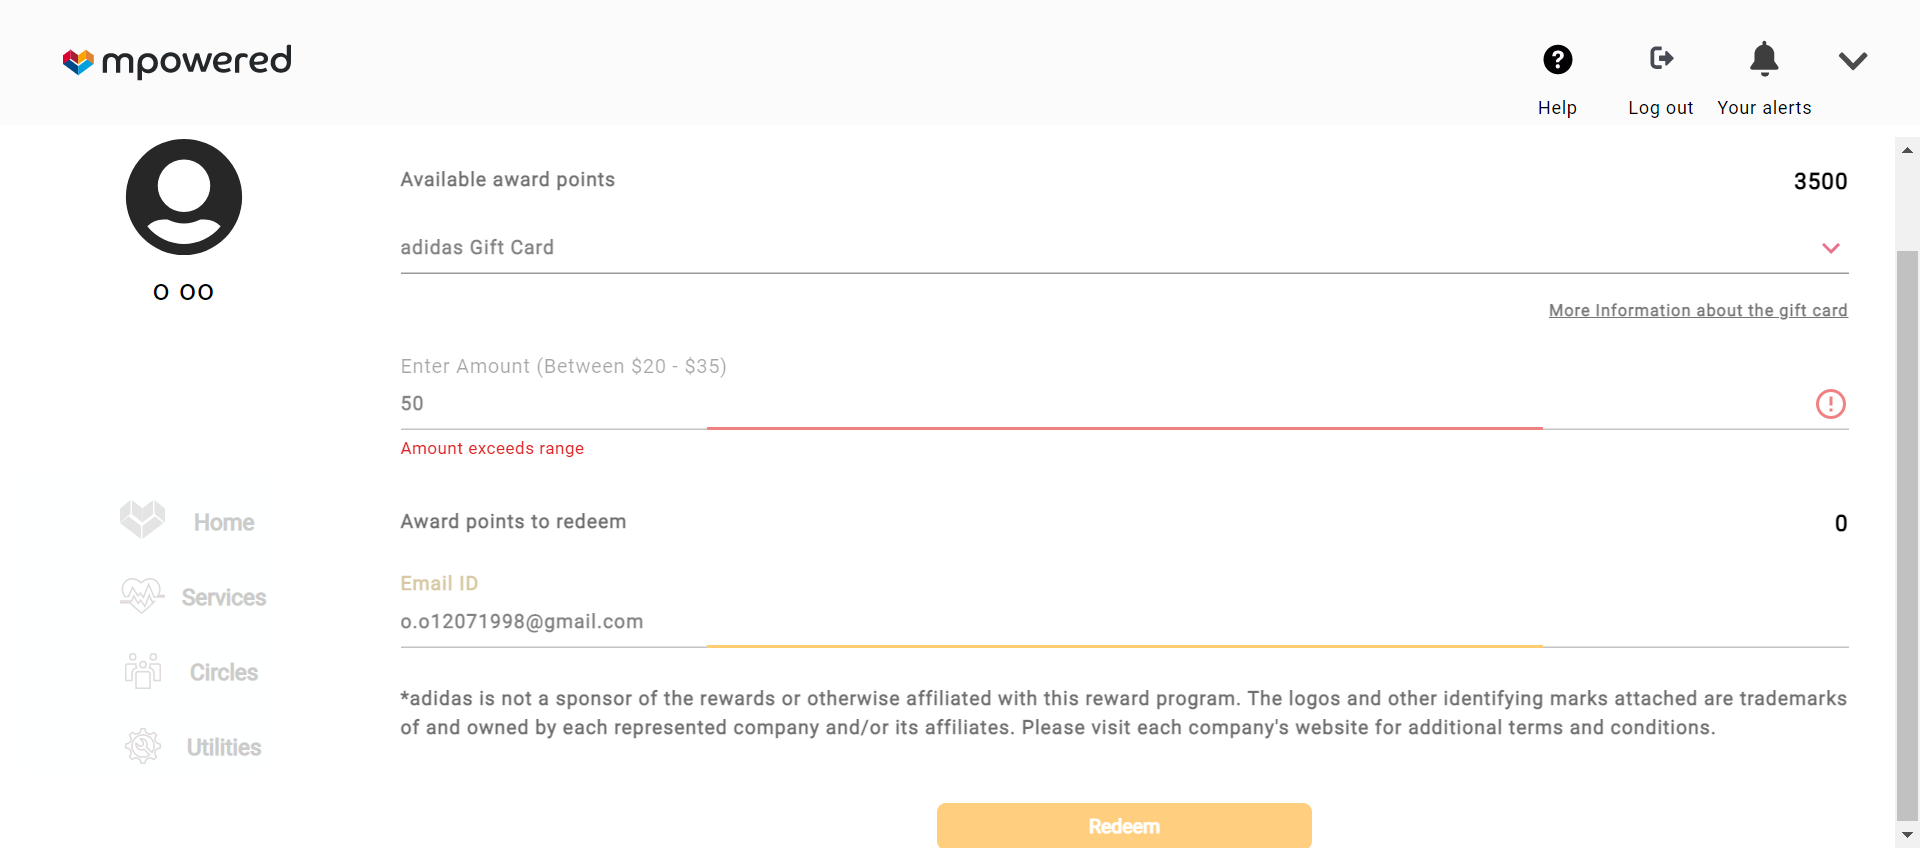 mpowered
Help
Log out
Your alerts
O OO
Available award points
3500
adidas Gift Card
More Information about the gift card
Enter Amount (Between $20 - $35)
50
Amount exceeds range
Award points to redeem
0
Email ID
o.o12071998@gmail.com
*adidas is not a sponsor of the rewards or otherwise affiliated with this reward program. The logos and other identifying marks attached are trademarks
of and owned by each represented company and/or its affiliates. Please visit each company's website for additional terms and conditions.
Home
Services
Circles
Utilities
Redeem